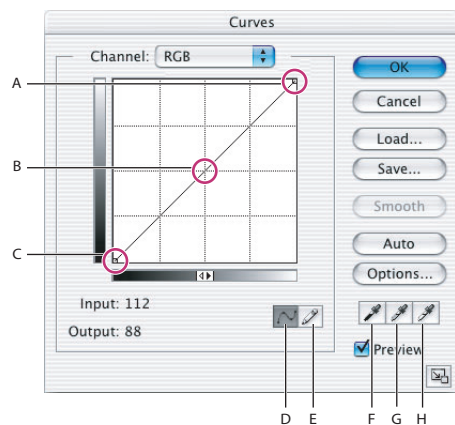 Curves
Channel: RGB
OK
Cancel
Load...
Save...
Smooth
Auto
Options...
Preview
Input: 112
Output: 88
A
B
C
D E F G H